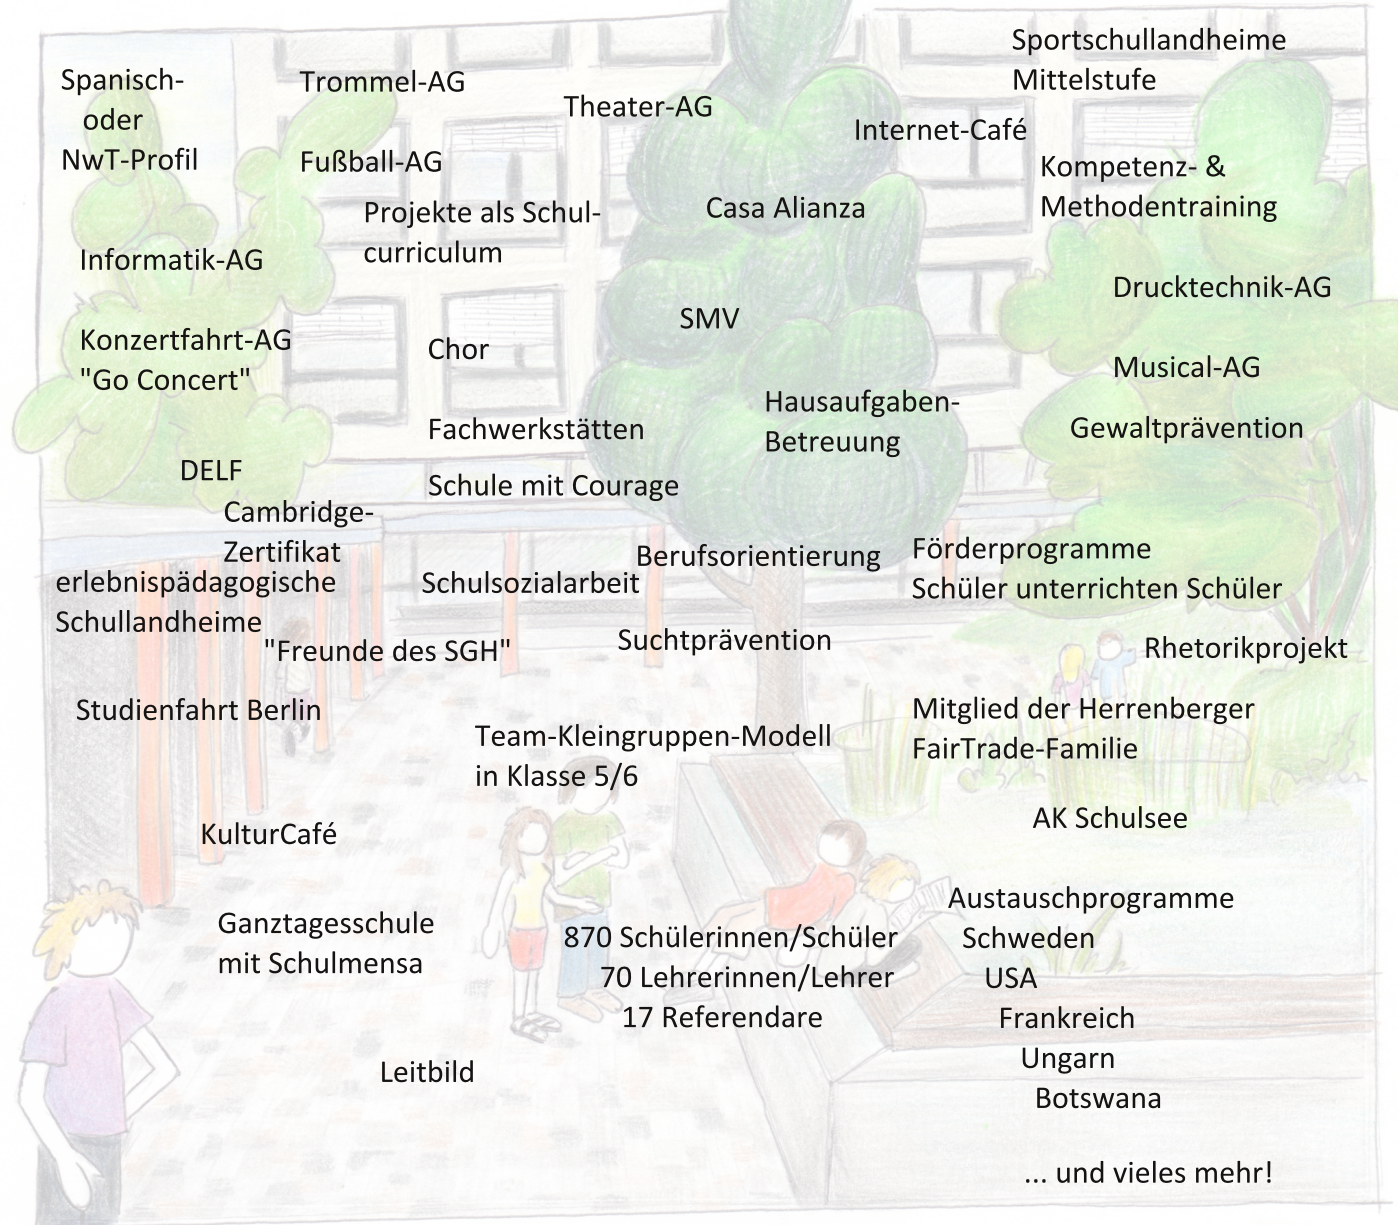 Spanisch-
oder
NwT-Profil
Trommel-AG
Fußball-AG
Theater-AG
Sportschullandheime
Mittelstufe
Internet-Café
Kompetenz- &
Methodentraining
Projekte als Schul-
curriculum
Casa Alianza
Informatik-AG
Drucktechnik-AG
SMV
Konzertfahrt-AG
"Go Concert"
Chor
Musical-AG
Hausaufgaben-
Betreuung
Fachwerkstätten
Gewaltprävention
DELF
Schule mit Courage
Cambridge-
Zertifikat
Berufsorientierung
Förderprogramme
Schüler unterrichten Schüler
erlebnispädagogische
Schullandheime
Schulsozialarbeit
"Freunde des SGH"
Suchtprävention
Rhetorikprojekt
Studienfahrt Berlin
Mitglied der Herrenberger
FairTrade-Familie
Team-Kleingruppen-Modell
in Klasse 5/6
AK Schulsee
KulturCafé
Austauschprogramme
Schweden
USA
Frankreich
Ungarn
Botswana
Ganztagesschule
mit Schulmensa
870 Schülerinnen/Schüler
70 Lehrerinnen/Lehrer
17 Referendare
Leitbild
... und vieles mehr!